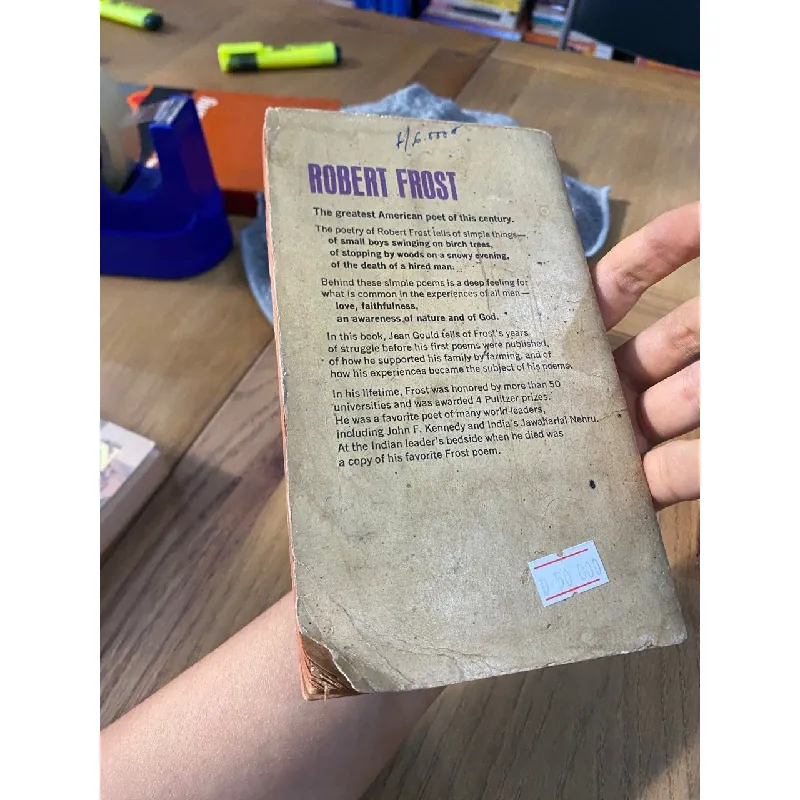 ROBERT FROST
The greatest American poet of this century.
The poetry of Robert Frost tells of simple things—
of small boys swinging on birch trees,
of stopping by woods on a snowy evening,
of the death of a hired man.
Behind these simple poems is a deep feeling for
what is common in the experiences of all men—
love, faithfulness,
an awareness of nature and of God.
In this book, Jean Gould tells of Frost's years
of struggle before his first poems were published,
of how he supported his family by farming, and of
how his experiences became the subject of his poems.
In his lifetime, Frost was honored by more than 50
universities and was awarded 4 Pulitzer prizes.
He was a favorite poet of many world leaders,
including John F. Kennedy and India's Jawaharlal Nehru.
At the Indian leader's bedside when he died was
a copy of his favorite Frost poem.
50 000